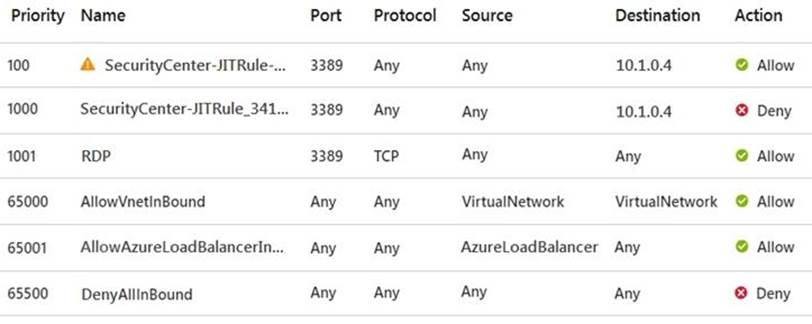 Priority Name Port Protocol Source Destination Action
100 SecurityCenter-JITRule-... 3389 Any Any 10.1.0.4 Allow
1000 SecurityCenter-JITRule_341... 3389 Any Any 10.1.0.4 Deny
1001 RDP 3389 TCP Any Any Allow
65000 AllowVnetInBound Any Any VirtualNetwork VirtualNetwork Allow
65001 AllowAzureLoadBalancerIn... Any Any AzureLoadBalancer Any Allow
65500 DenyAllInBound Any Any Any Any Deny